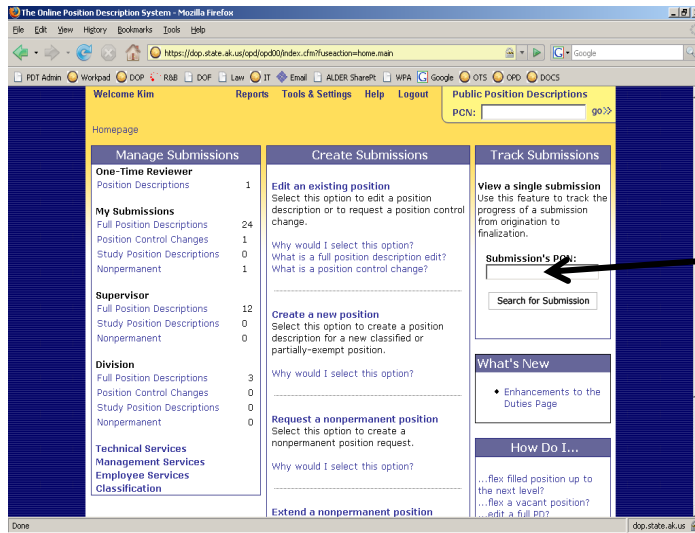 The Online Position Description System - Mozilla Firefox
File Edit View History Bookmarks Tools Help
https://dop.state.ak.us/opd/opd00/index.cfm?fuseaction=home.main
Google
PDT Admin Workpad DOP R&B DOF Law IT Email ALDER SharePt WPA Google OTS OPD DOCS
Welcome Kim Reports Tools & Settings Help Logout
Public Position Descriptions
PCN: go>>
Homepage
Manage Submissions
One-Time Reviewer
Position Descriptions 1
My Submissions
Full Position Descriptions 24
Position Control Changes 1
Study Position Descriptions 0
Nonpermanent 1
Supervisor
Full Position Descriptions 12
Study Position Descriptions 0
Nonpermanent 0
Division
Full Position Descriptions 3
Position Control Changes 0
Study Position Descriptions 0
Nonpermanent 0
Technical Services
Management Services
Employee Services
Classification
Create Submissions
Edit an existing position
Select this option to edit a position
description or to request a position control
change.
Why would I select this option?
What is a full position description edit?
What is a position control change?
Create a new position
Select this option to create a position
description for a new classified or
partially-exempt position.
Why would I select this option?
Request a nonpermanent position
Select this option to create a
nonpermanent position request.
Why would I select this option?
Extend a nonpermanent position
Track Submissions
View a single submission
Use this feature to track the
progress of a submission
from origination to
finalization.
Submission's PCN:
Search for Submission
What's New
Enhancements to the
Duties Page
How Do I...
...flex filled position up to
the next level?
...flex a vacant position?
...edit a full PD?
Done
dop.state.ak.us